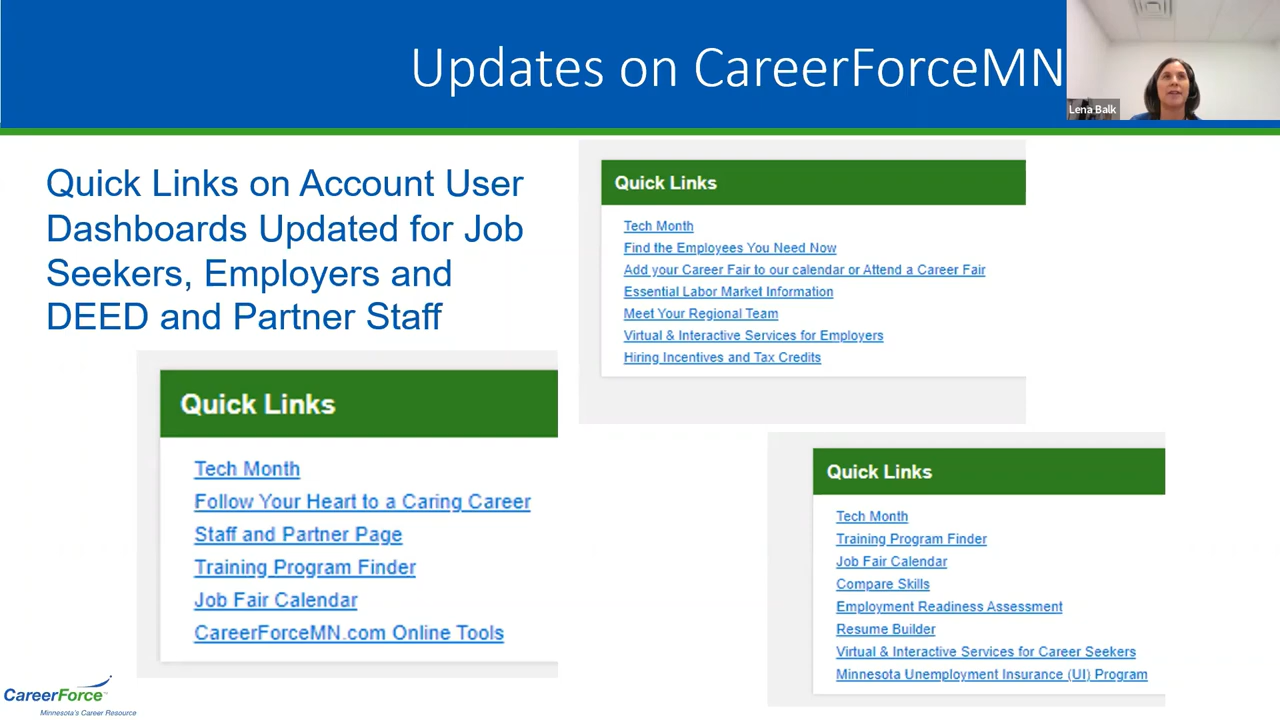 Updates on CareerForceMN
Lena Balk
Quick Links on Account User
Dashboards Updated for Job
Seekers, Employers and
DEED and Partner Staff
Quick Links
Tech Month
Find the Employees You Need Now
Add your Career Fair to our calendar or Attend a Career Fair
Essential Labor Market Information
Meet Your Regional Team
Virtual & Interactive Services for Employers
Hiring Incentives and Tax Credits
Quick Links
Tech Month
Follow Your Heart to a Caring Career
Staff and Partner Page
Training Program Finder
Job Fair Calendar
CareerForceMN.com Online Tools
Quick Links
Tech Month
Training Program Finder
Job Fair Calendar
Compare Skills
Employment Readiness Assessment
Resume Builder
Virtual & Interactive Services for Career Seekers
Minnesota Unemployment Insurance (UI) Program
CareerForce™
Minnesota's Career Resource